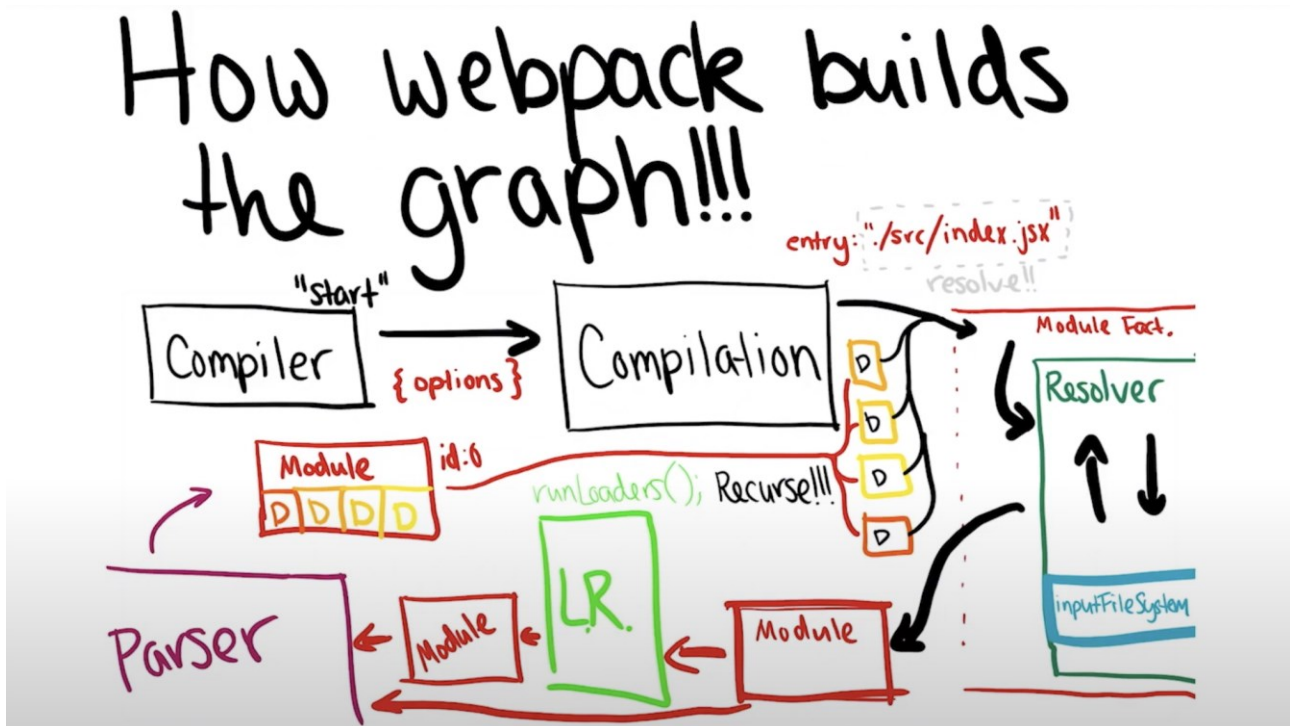 How webpack builds
the graph!!!
entry: "./src/index.jsx"
resolve!!
"start"
Compiler
{ options }
Compilation
Module Fact.
Resolver
D
D
D
D
Module
id:0
D D D D
runLoaders();
Recurse!!!
L.R.
inputFileSystem
Module
Module
Parser